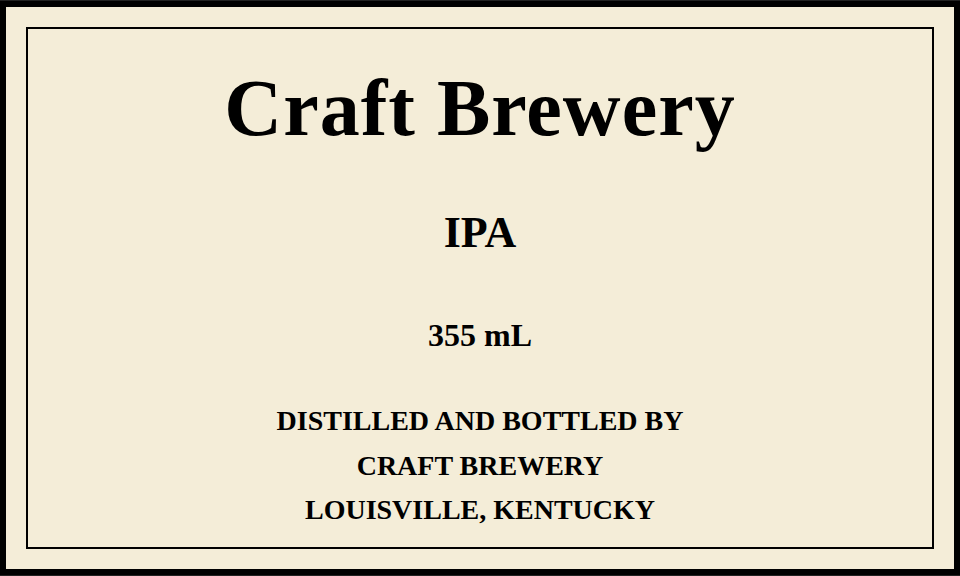 Craft Brewery
IPA
355 mL
DISTILLED AND BOTTLED BY
CRAFT BREWERY
LOUISVILLE, KENTUCKY